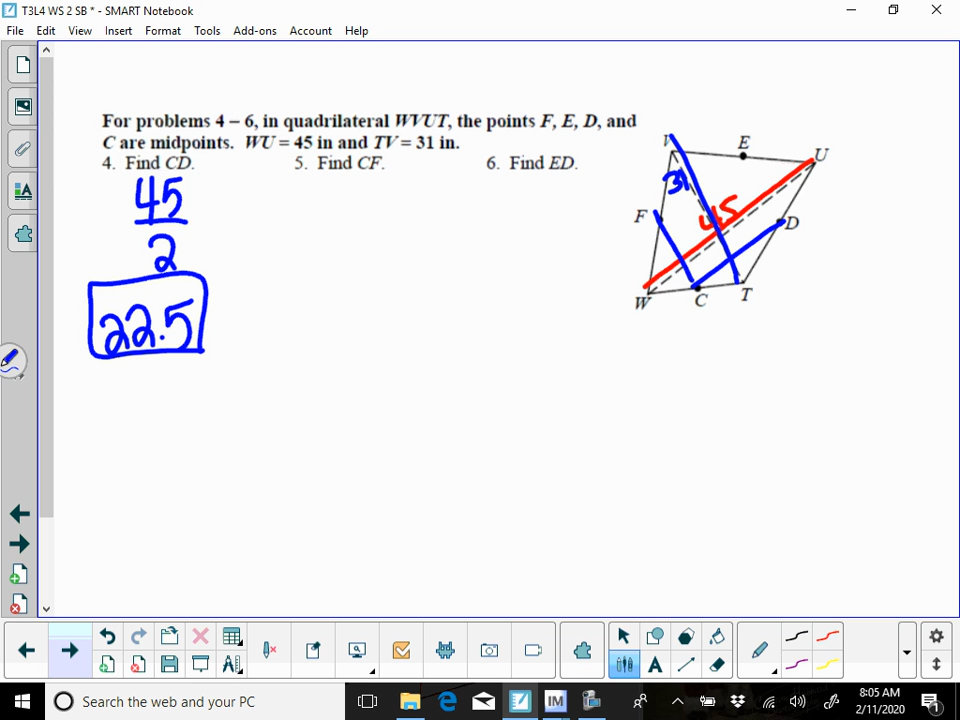 T3L4 WS 2 SB * - SMART Notebook
File Edit View Insert Format Tools Add-ons Account Help
For problems 4 – 6, in quadrilateral WVUT, the points F, E, D, and
C are midpoints. WU = 45 in and TV = 31 in.
4. Find CD. 5. Find CF. 6. Find ED.
45
2
22.5
V E U
31
45
F D
W C T
Search the web and your PC
8:05 AM
2/11/2020
1